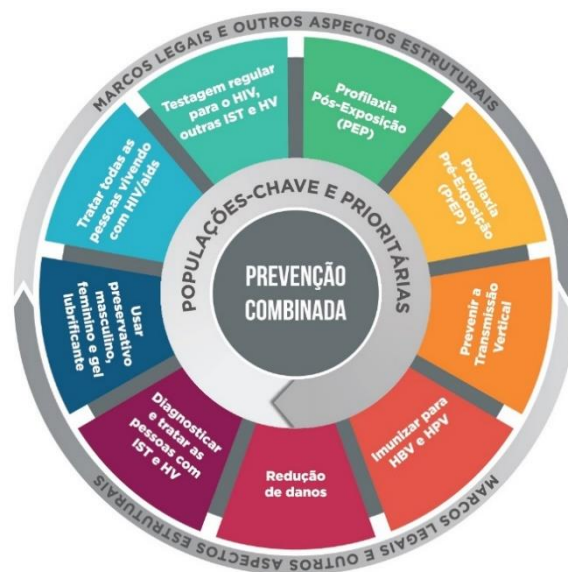 MARCOS LEGAIS E OUTROS ASPECTOS ESTRUTURAIS
POPULAÇÕES-CHAVE E PRIORITÁRIAS
PREVENÇÃO
COMBINADA
Testagem regular
para o HIV,
outras IST e HV
Profilaxia
Pós-Exposição
(PEP)
Profilaxia
Pré-Exposição
(PrEP)
Prevenir a
Transmissão
Vertical
Imunizar para
HBV e HPV
Redução
de danos
Diagnosticar
e tratar as
pessoas com
IST e HV
Usar
preservativo
masculino,
feminino e gel
lubrificante
Tratar todas as
pessoas vivendo
com HIV/aids
MARCOS LEGAIS E OUTROS ASPECTOS ESTRUTURAIS